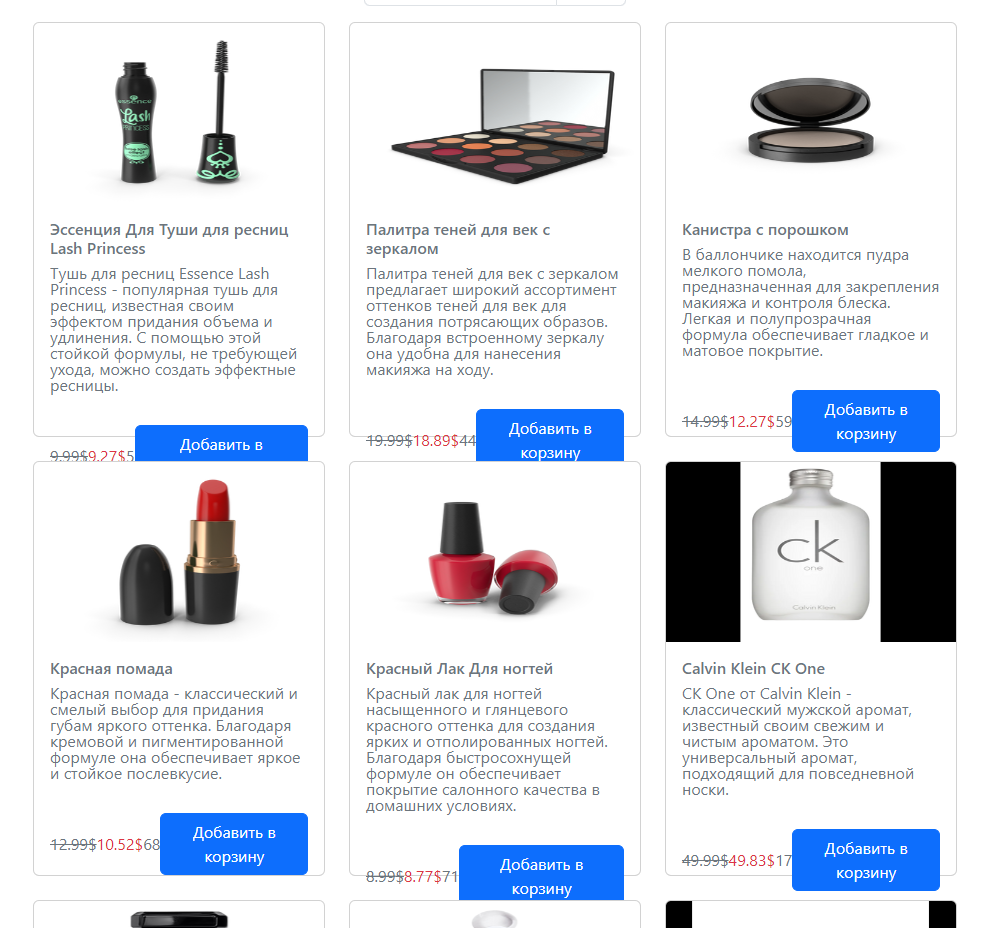 essence
Lash
PRINCESS
Эссенция Для Туши для ресниц
Lash Princess
Тушь для ресниц Essence Lash
Princess - популярная тушь для
ресниц, известная своим
эффектом придания объема и
удлинения. С помощью этой
стойкой формулы, не требующей
ухода, можно создать эффектные
ресницы.
9.99$9.27$5
Добавить в
Палитра теней для век с
зеркалом
Палитра теней для век с зеркалом
предлагает широкий ассортимент
оттенков теней для век для
создания потрясающих образов.
Благодаря встроенному зеркалу
она удобна для нанесения
макияжа на ходу.
19.99$18.89$44
Добавить в
корзину
Канистра с порошком
В баллончике находится пудра
мелкого помола,
предназначенная для закрепления
макияжа и контроля блеска.
Легкая и полупрозрачная
формула обеспечивает гладкое и
матовое покрытие.
14.99$12.27$59
Добавить в
корзину
Красная помада
Красная помада - классический и
смелый выбор для придания
губам яркого оттенка. Благодаря
кремовой и пигментированной
формуле она обеспечивает яркое
и стойкое послевкусие.
12.99$10.52$68
Добавить в
корзину
Красный Лак Для ногтей
Красный лак для ногтей
насыщенного и глянцевого
красного оттенка для создания
ярких и отполированных ногтей.
Благодаря быстросохнущей
формуле он обеспечивает
покрытие салонного качества в
домашних условиях.
8.99$8.77$71
Добавить в
корзину
ck
one
Calvin Klein
Calvin Klein CK One
CK One от Calvin Klein -
классический мужской аромат,
известный своим свежим и
чистым ароматом. Это
универсальный аромат,
подходящий для повседневной
носки.
49.99$49.83$17
Добавить в
корзину